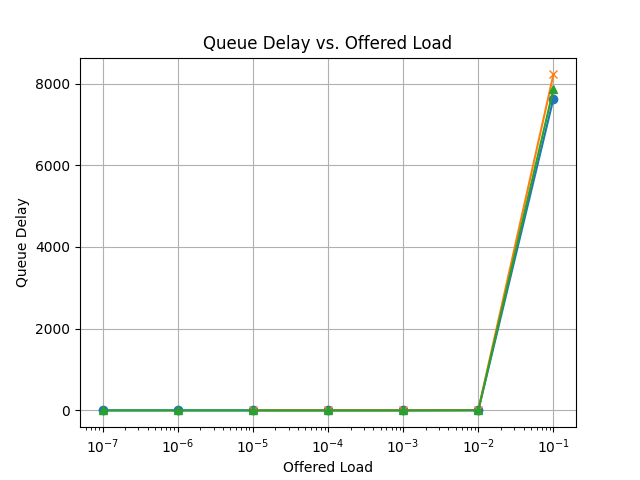 Queue Delay vs. Offered Load
8000
6000
4000
2000
0
Queue Delay
10⁻⁷ 10⁻⁶ 10⁻⁵ 10⁻⁴ 10⁻³ 10⁻² 10⁻¹
Offered Load